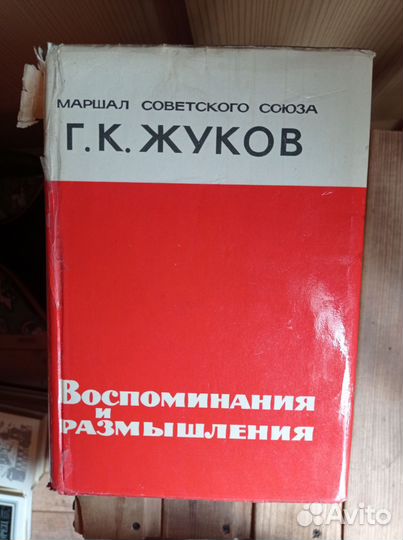 МАРШАЛ СОВЕТСКОГО СОЮЗА
Г.К. ЖУКОВ
ВОСПОМИНАНИЯ
И
РАЗМЫШЛЕНИЯ
Avito